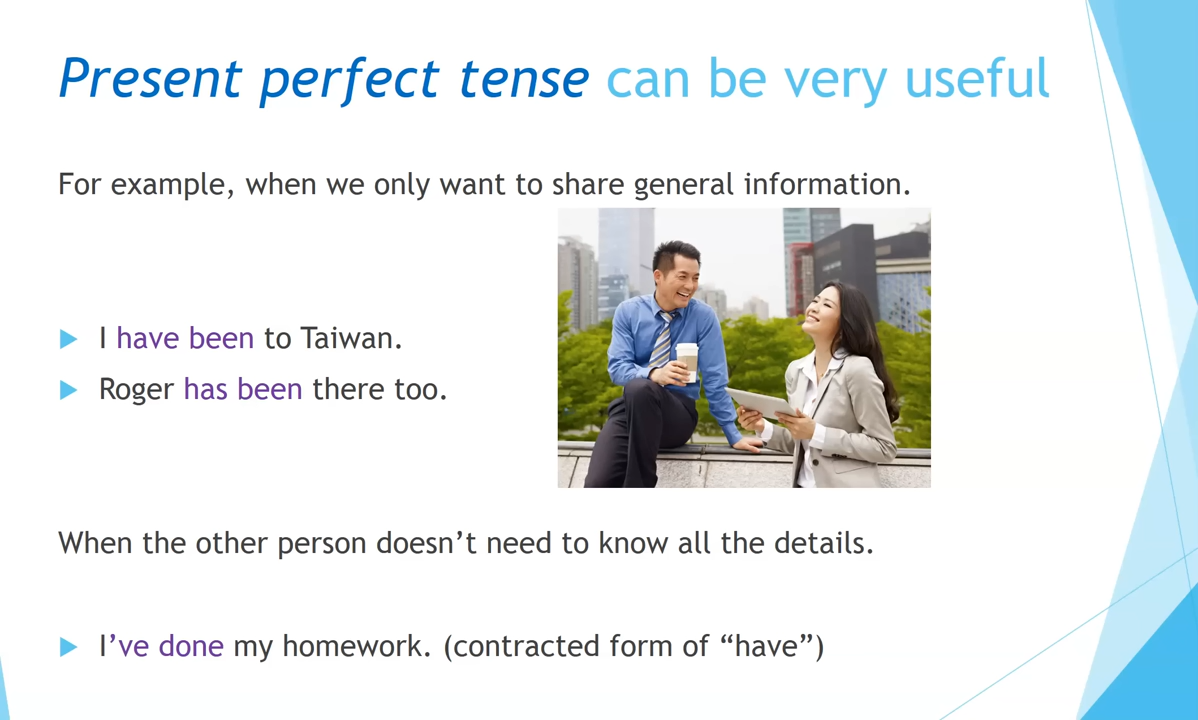 Present perfect tense can be very useful
For example, when we only want to share general information.
I have been to Taiwan.
Roger has been there too.
When the other person doesn’t need to know all the details.
I’ve done my homework. (contracted form of “have”)